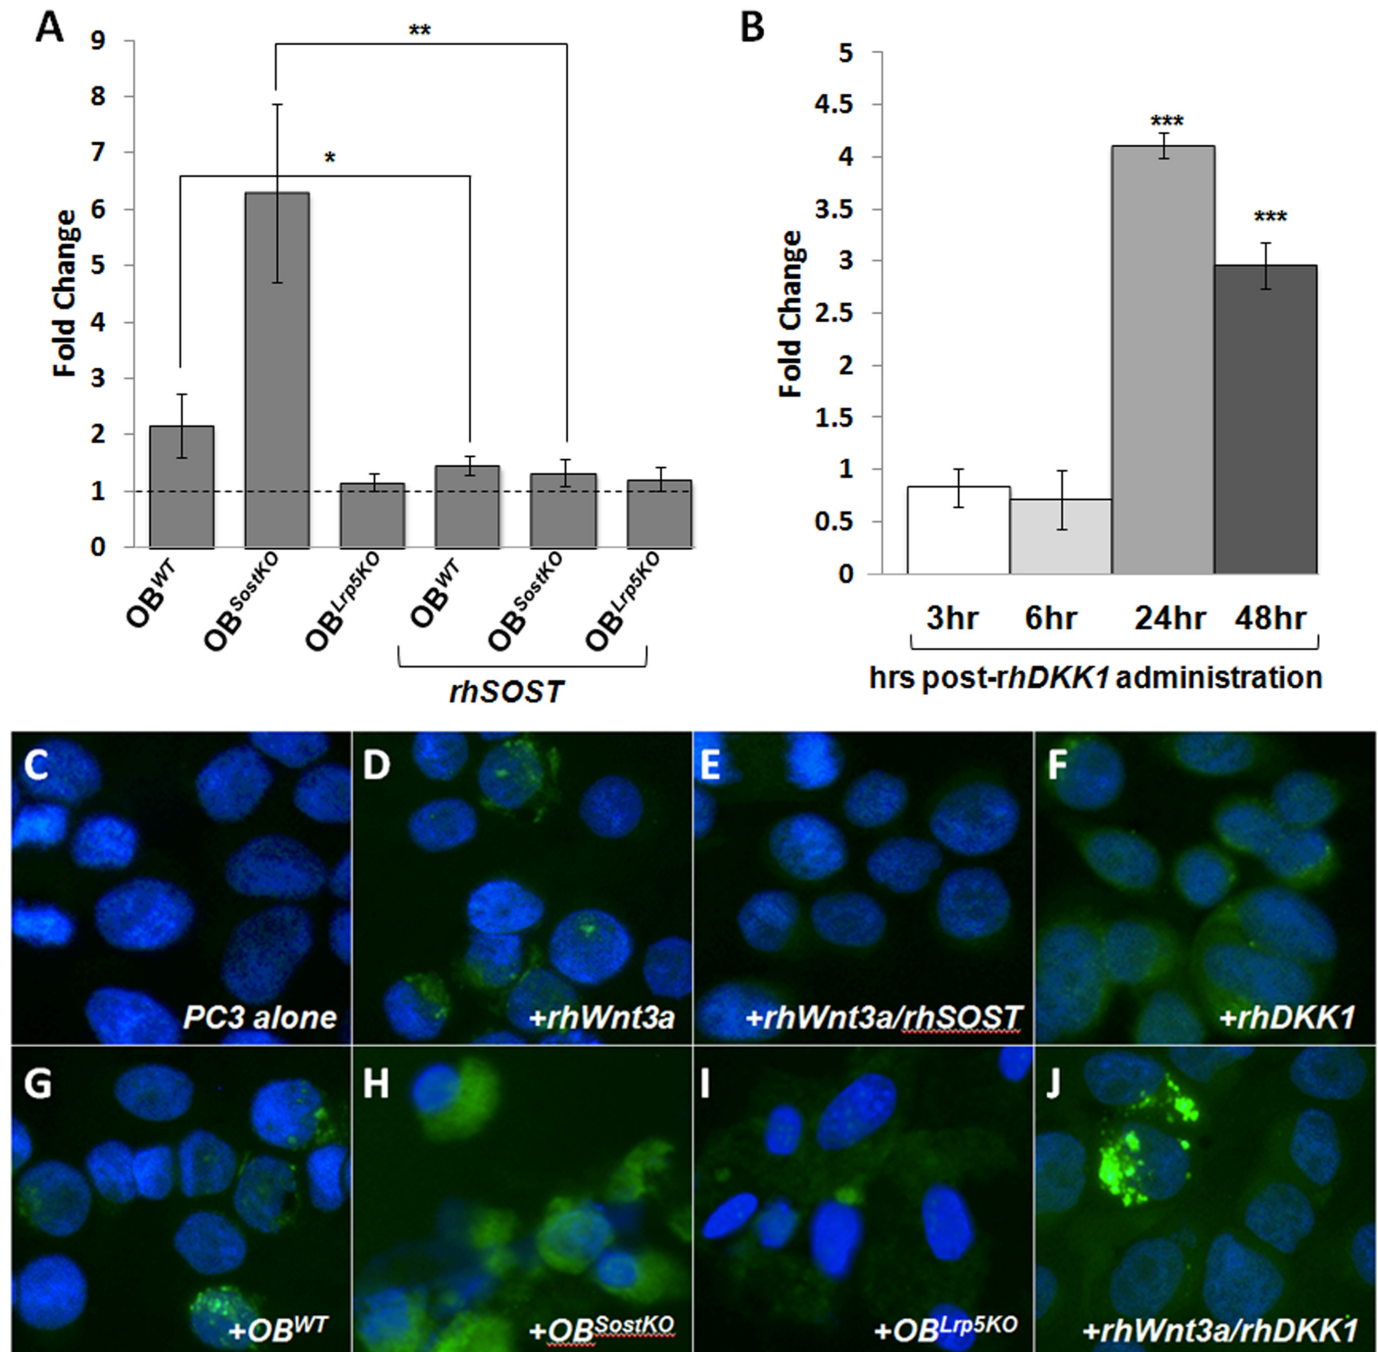 A
9
8
7
6
5
4
3
2
1
0
Fold Change
**
*
OBWT
OBSostKO
OBLrp5KO
OBWT
OBSostKO
OBLrp5KO
rhSOST
B
5
4.5
4
3.5
3
2.5
2
1.5
1
0.5
0
Fold Change
***
***
3hr 6hr 24hr 48hr
hrs post-rhDKK1 administration
C
PC3 alone
D
+rhWnt3a
E
+rhWnt3a/rhSOST
F
+rhDKK1
G
+OBWT
H
+OBSostKO
I
+OBLrp5KO
J
+rhWnt3a/rhDKK1